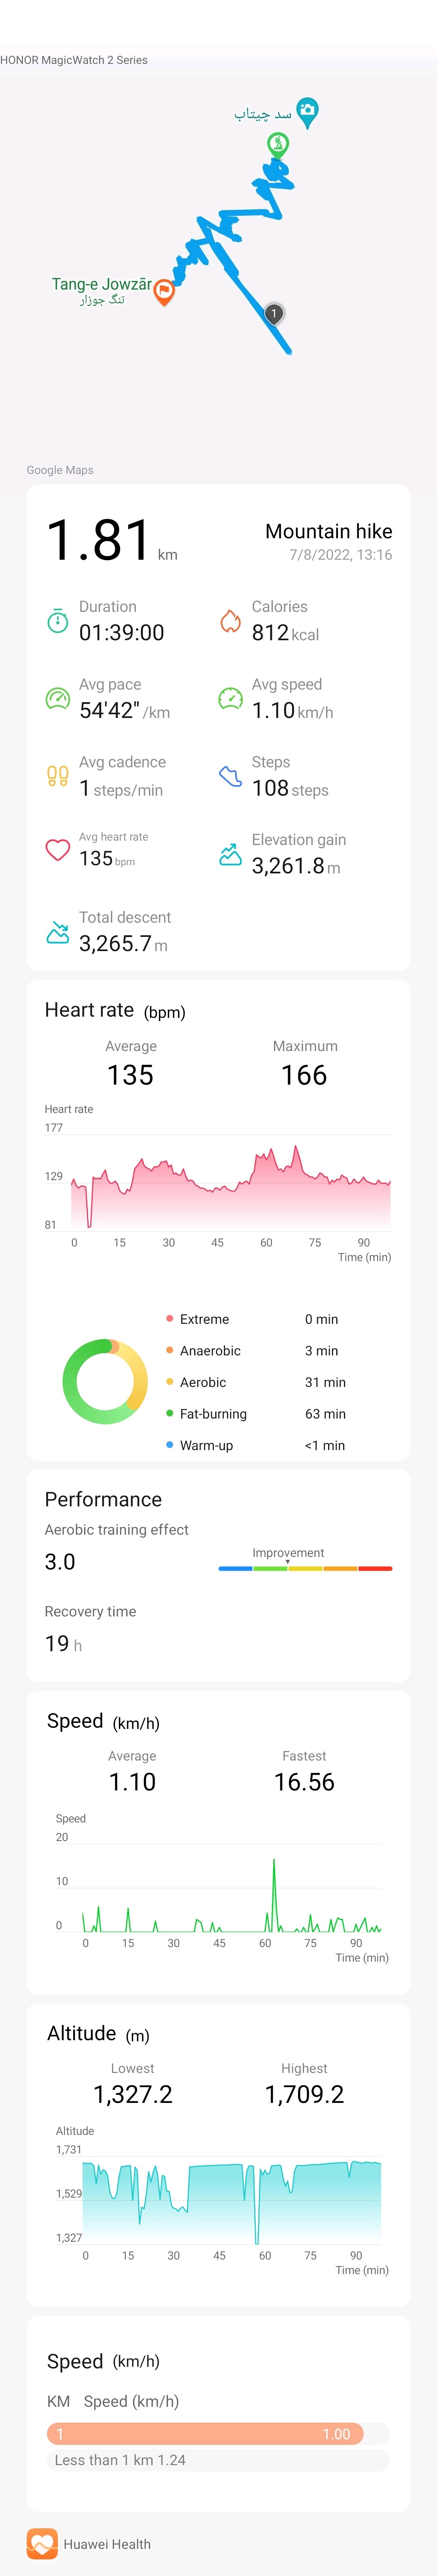 HONOR MagicWatch 2 Series
سد چیتاب
Tang-e Jowzār
تنگ جوزار
1
Google Maps
1.81 km
Mountain hike
7/8/2022, 13:16
Duration
01:39:00
Calories
812 kcal
Avg pace
54'42" /km
Avg speed
1.10 km/h
Avg cadence
1 steps/min
Steps
108 steps
Avg heart rate
135 bpm
Elevation gain
3,261.8 m
Total descent
3,265.7 m
Heart rate (bpm)
Average Maximum
135 166
Heart rate
177
129
81
0 15 30 45 60 75 90
Time (min)
Extreme 0 min
Anaerobic 3 min
Aerobic 31 min
Fat-burning 63 min
Warm-up <1 min
Performance
Aerobic training effect
3.0
Improvement
Recovery time
19 h
Speed (km/h)
Average Fastest
1.10 16.56
Speed
20
10
0
0 15 30 45 60 75 90
Time (min)
Altitude (m)
Lowest Highest
1,327.2 1,709.2
Altitude
1,731
1,529
1,327
0 15 30 45 60 75 90
Time (min)
Speed (km/h)
KM Speed (km/h)
1 1.00
Less than 1 km 1.24
Huawei Health